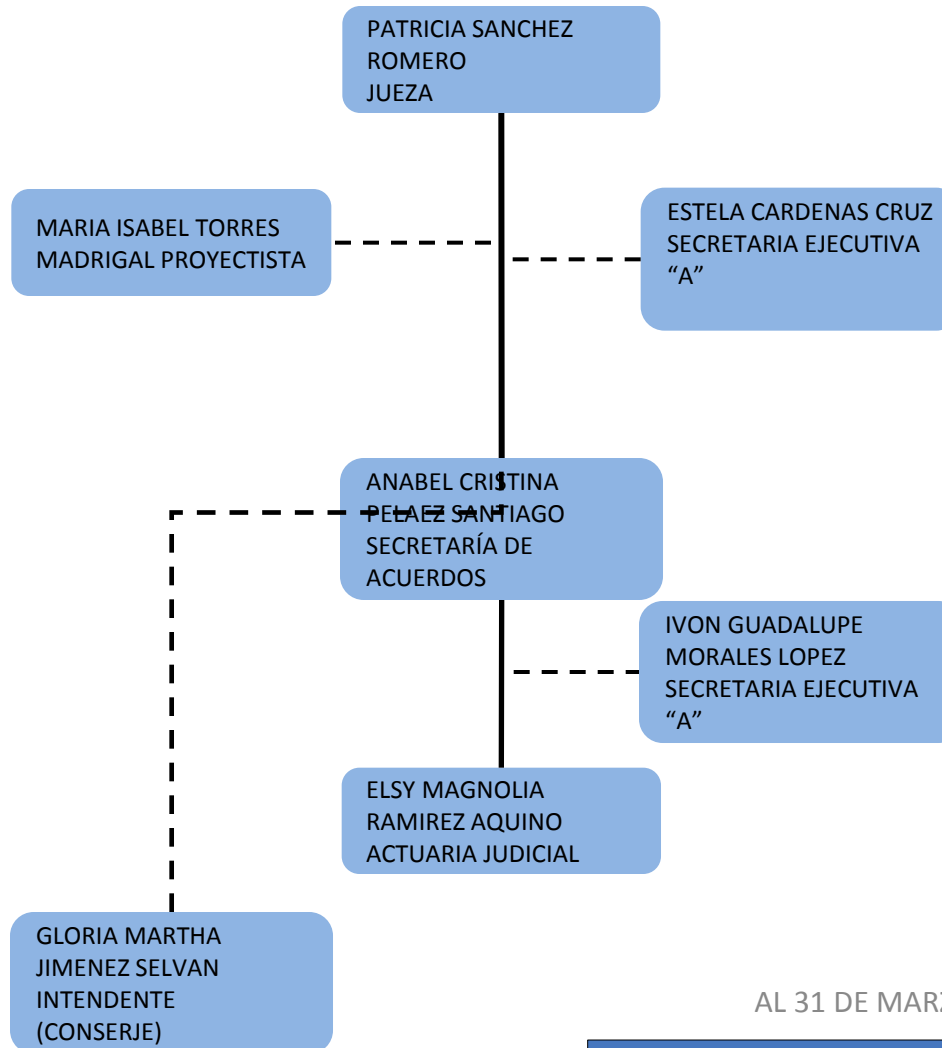 PATRICIA SANCHEZ
ROMERO
JUEZA
MARIA ISABEL TORRES
MADRIGAL PROYECTISTA
ESTELA CARDENAS CRUZ
SECRETARIA EJECUTIVA
“A”
ANABEL CRISTINA
PELAEZ SANTIAGO
SECRETARÍA DE
ACUERDOS
IVON GUADALUPE
MORALES LOPEZ
SECRETARIA EJECUTIVA
“A”
ELSY MAGNOLIA
RAMIREZ AQUINO
ACTUARIA JUDICIAL
GLORIA MARTHA
JIMENEZ SELVAN
INTENDENTE
(CONSERJE)
AL 31 DE